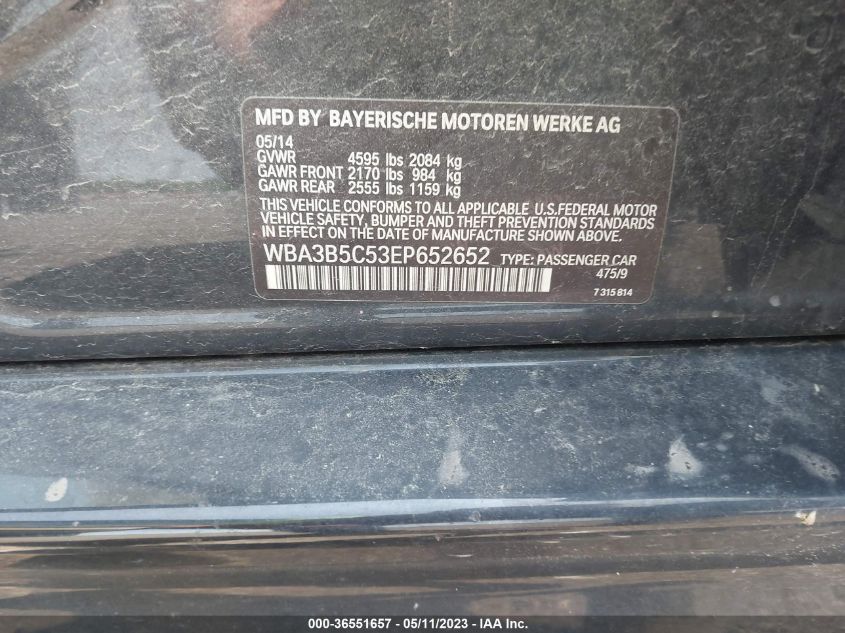 MFD BY BAYERISCHE MOTOREN WERKE AG
05/14
GVWR 4595 lbs 2084 kg
GAWR FRONT 2170 lbs 984 kg
GAWR REAR 2555 lbs 1159 kg
THIS VEHICLE CONFORMS TO ALL APPLICABLE U.S.FEDERAL MOTOR
VEHICLE SAFETY, BUMPER AND THEFT PREVENTION STANDARDS
IN EFFECT ON THE DATE OF MANUFACTURE SHOWN ABOVE.
WBA3B5C53EP652652 TYPE: PASSENGER CAR
475/9
7 315 814
000-36551657 - 05/11/2023 - IAA Inc.